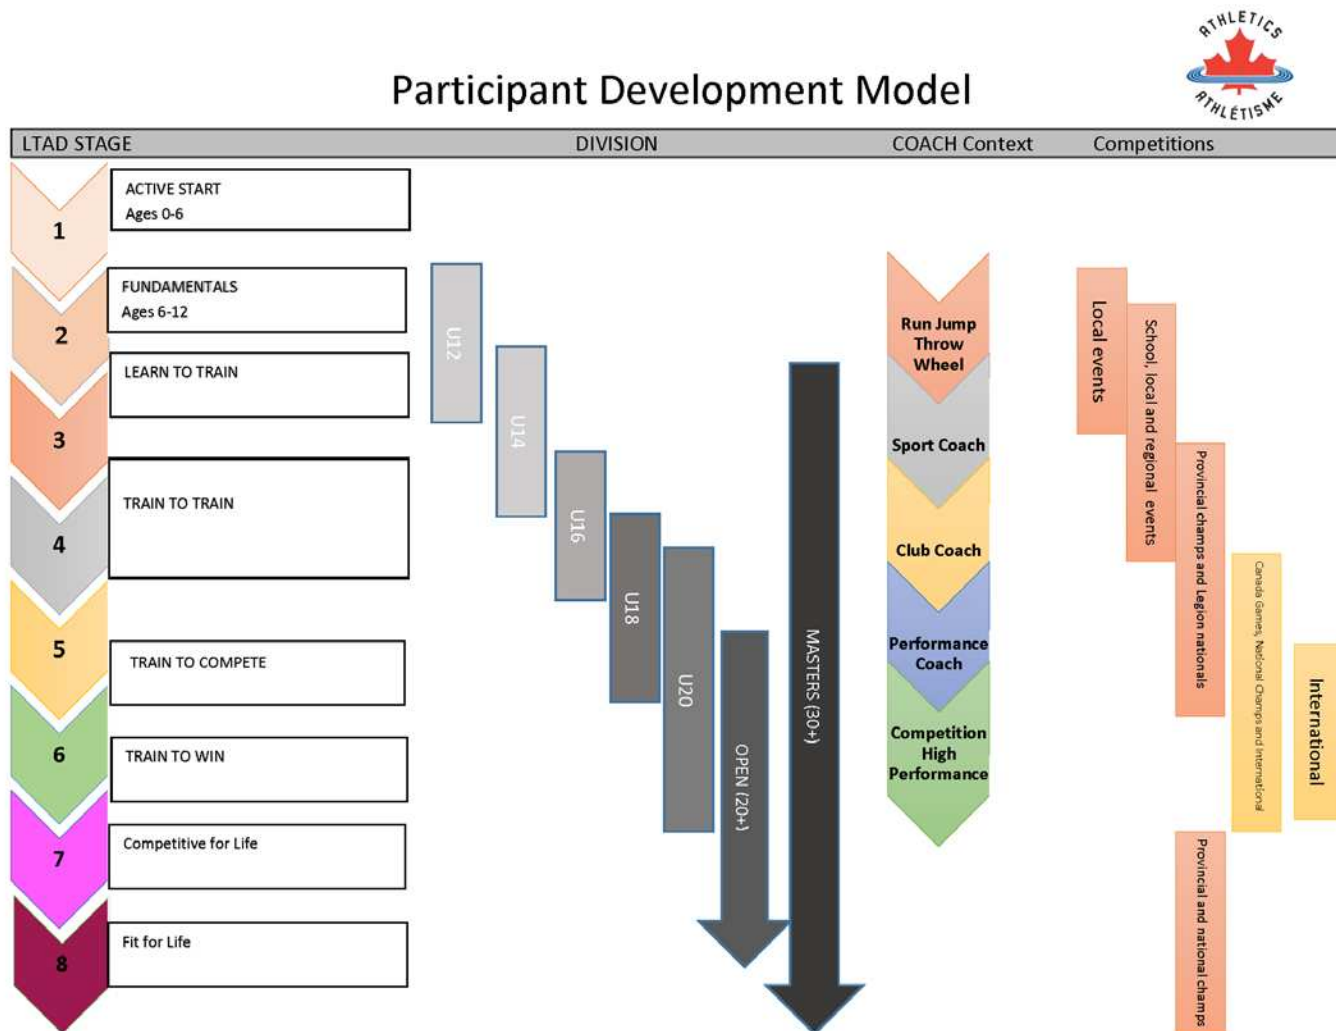 ATHLETICS
ATHLÉTISME
Participant Development Model
LTAD STAGE
DIVISION
COACH Context
Competitions
1
ACTIVE START
Ages 0-6
2
FUNDAMENTALS
Ages 6-12
3
LEARN TO TRAIN
4
TRAIN TO TRAIN
5
TRAIN TO COMPETE
6
TRAIN TO WIN
7
Competitive for Life
8
Fit for Life
U12
U14
U16
U18
U20
OPEN (20+)
MASTERS (30+)
Run Jump
Throw
Wheel
Sport Coach
Club Coach
Performance
Coach
Competition
High
Performance
Local events
School, local and regional events
Provincial champs and Legion nationals
Canada Games, National Champs and International
International
Provincial and national champs